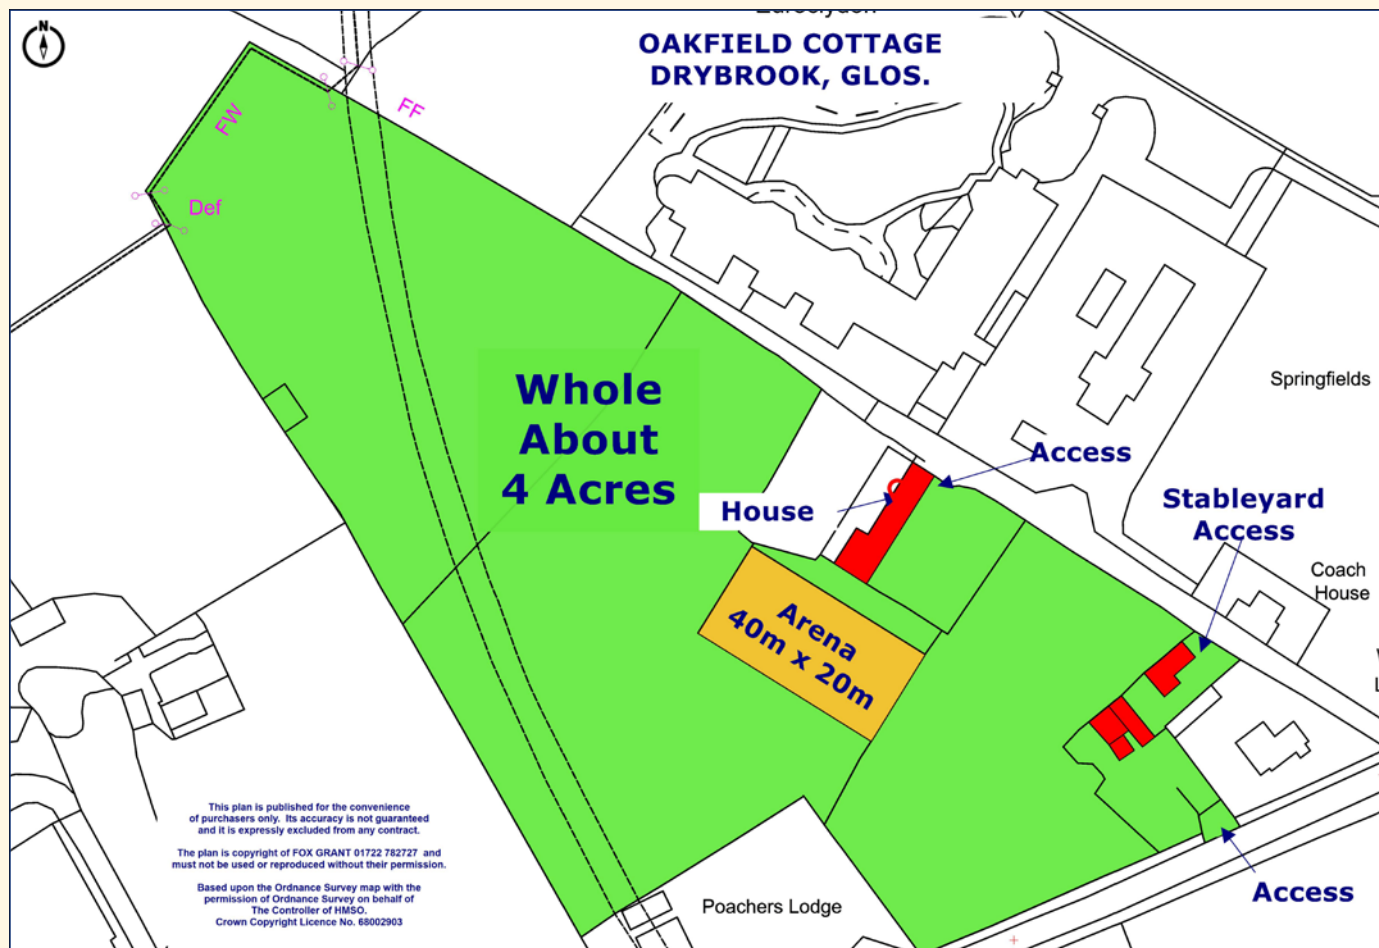 N
OAKFIELD COTTAGE
DRYBROOK, GLOS.
FF
FW
Def
Springfields
Whole
About
4 Acres
Access
House
Stableyard
Access
Coach
House
Arena
40m x 20m
This plan is published for the convenience
of purchasers only. Its accuracy is not guaranteed
and it is expressly excluded from any contract.
The plan is copyright of FOX GRANT 01722 782727 and
must not be used or reproduced without their permission.
Based upon the Ordnance Survey map with the
permission of Ordnance Survey on behalf of
The Controller of HMSO.
Crown Copyright Licence No. 68002903
Poachers Lodge
Access